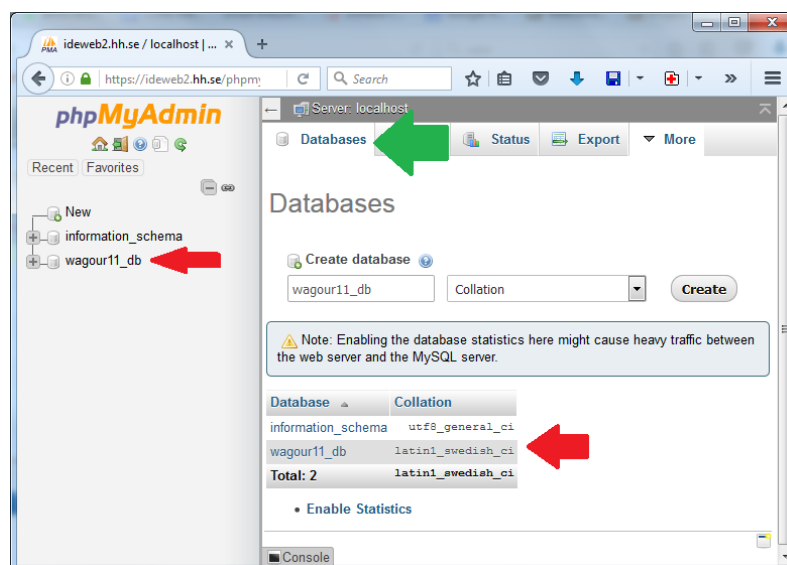 ideweb2.hh.se / localhost | ... ×
+
https://ideweb2.hh.se/phpm
Search
phpMyAdmin
Recent Favorites
New
information_schema
wagour11_db
Server: localhost
Databases Status Export More
Databases
Create database
wagour11_db Collation Create
Note: Enabling the database statistics here might cause heavy traffic between
the web server and the MySQL server.
Database Collation
information_schema utf8_general_ci
wagour11_db latin1_swedish_ci
Total: 2 latin1_swedish_ci
• Enable Statistics
Console